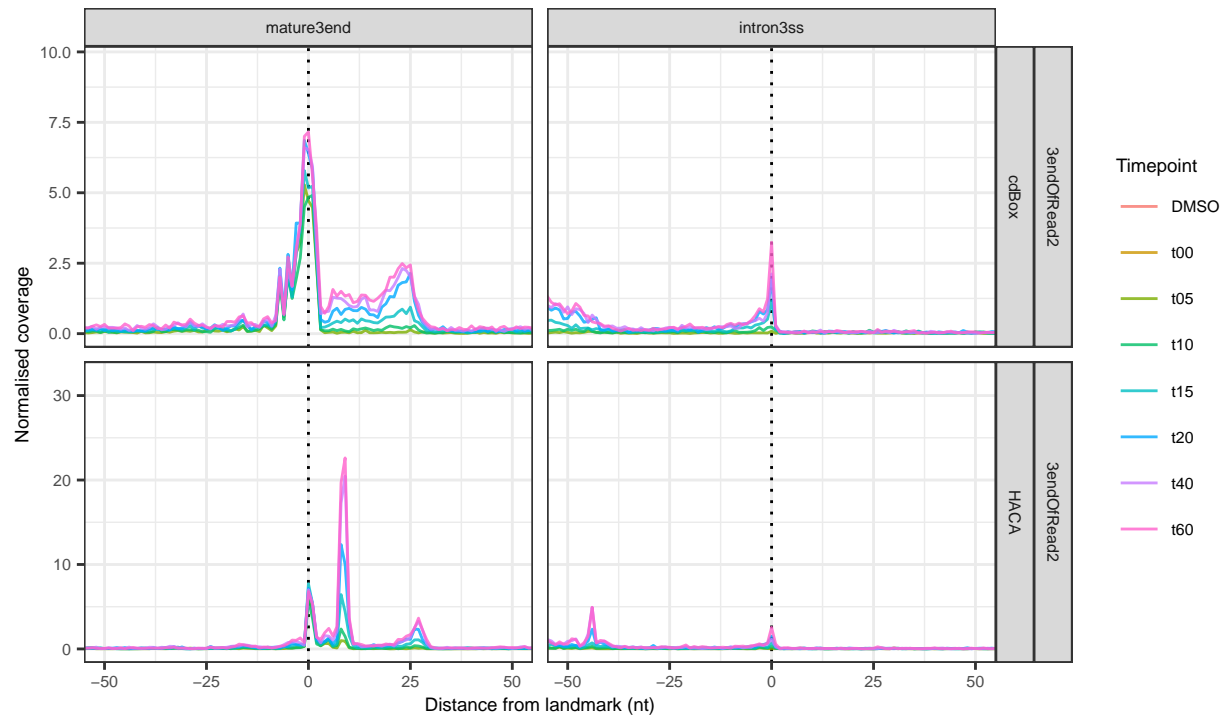 mature3end
intron3ss
10.0
7.5
5.0
2.5
0.0
cdBox
3endOfRead2
30
20
10
0
HACA
3endOfRead2
−50
−25
0
25
50
−50
−25
0
25
50
Distance from landmark (nt)
Normalised coverage
Timepoint
DMSO
t00
t05
t10
t15
t20
t40
t60